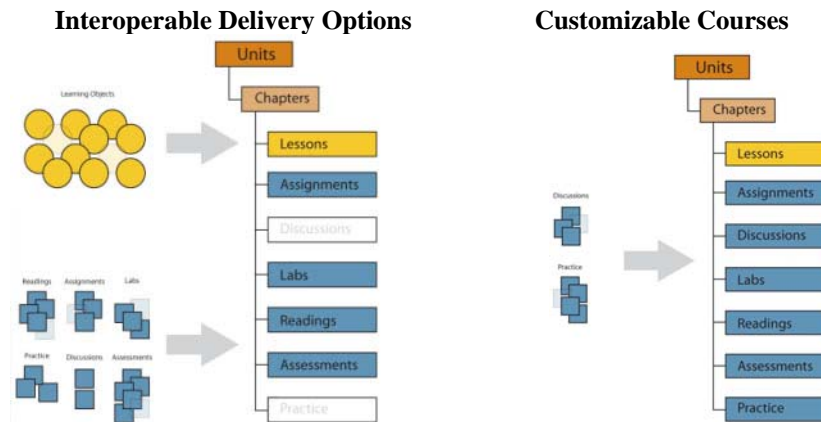 Interoperable Delivery Options
Customizable Courses
Learning Objects
Units
Chapters
Lessons
Assignments
Discussions
Labs
Readings
Assessments
Practice
Readings
Assignments
Labs
Practice
Discussions
Assessments
Units
Chapters
Lessons
Assignments
Discussions
Labs
Readings
Assessments
Practice
Discussions
Practice